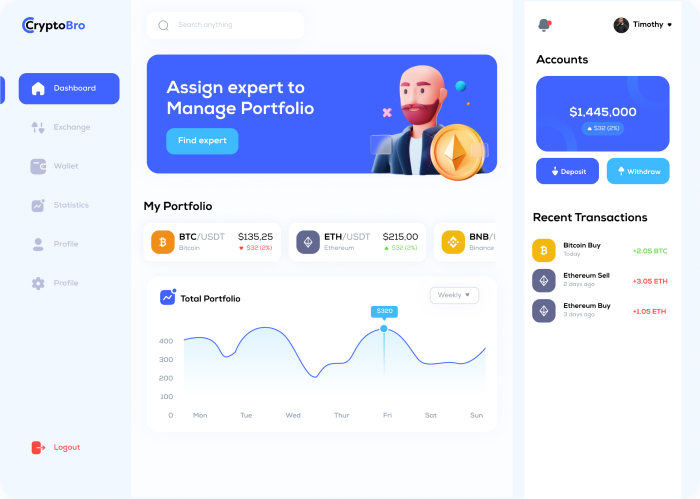 CryptoBro
Dashboard
Exchange
Wallet
Statistics
Profile
Profile
Logout
Search anything
Assign expert to
Manage Portfolio
Find expert
My Portfolio
BTC/USDT
Bitcoin
$135,25
$32 (2%)
ETH/USDT
Ethereum
$215,00
$32 (2%)
BNB/
Binance
Total Portfolio
Weekly
$320
400
300
200
100
0
Mon
Tue
Wed
Thur
Fri
Sat
Sun
Timothy
Accounts
$1,445,000
$32 (2%)
Deposit
Withdrow
Recent Transactions
Bitcoin Buy
Today
+2.05 BTC
Ethereum Sell
2 days ago
+3.05 ETH
Ethereum Buy
3 days ago
+1.05 ETH